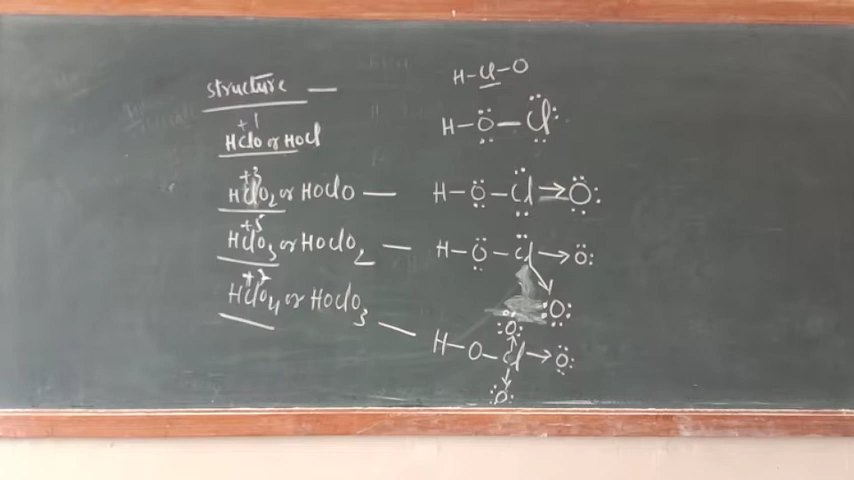 structure — H-Cl-O
+1
HClO or HOCl H-O-Cl
+3
HClO2 or HOClO — H-O-Cl→O
+5
HClO3 or HOClO2 — H-O-Cl→O
O
HClO4 or HOClO3 — O
H-O-Cl→O
O